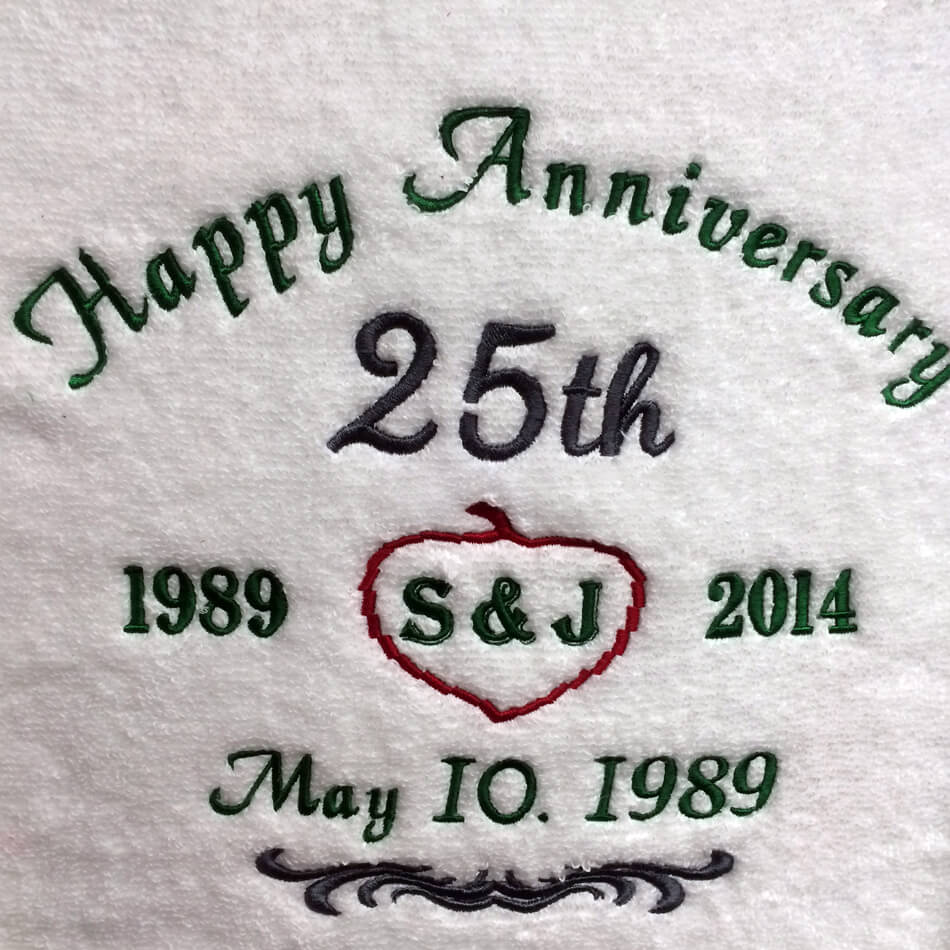 Happy Anniversary
25th
1989 S & J 2014
May 10. 1989